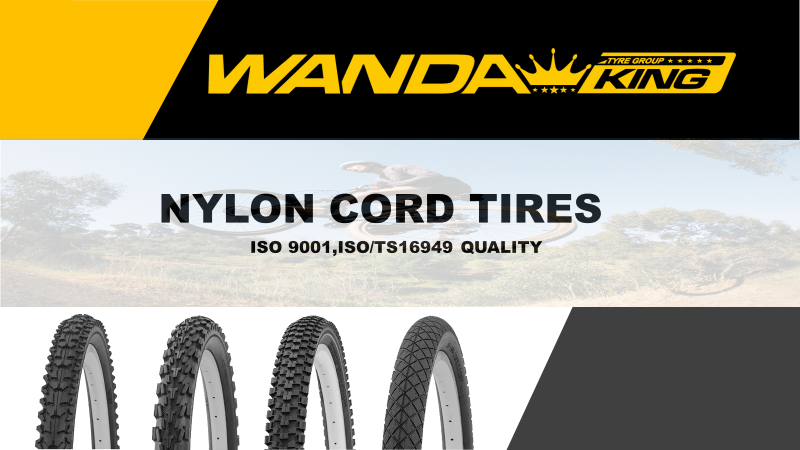 WANDA
TYRE GROUP
KING
NYLON CORD TIRES
ISO 9001,ISO/TS16949 QUALITY